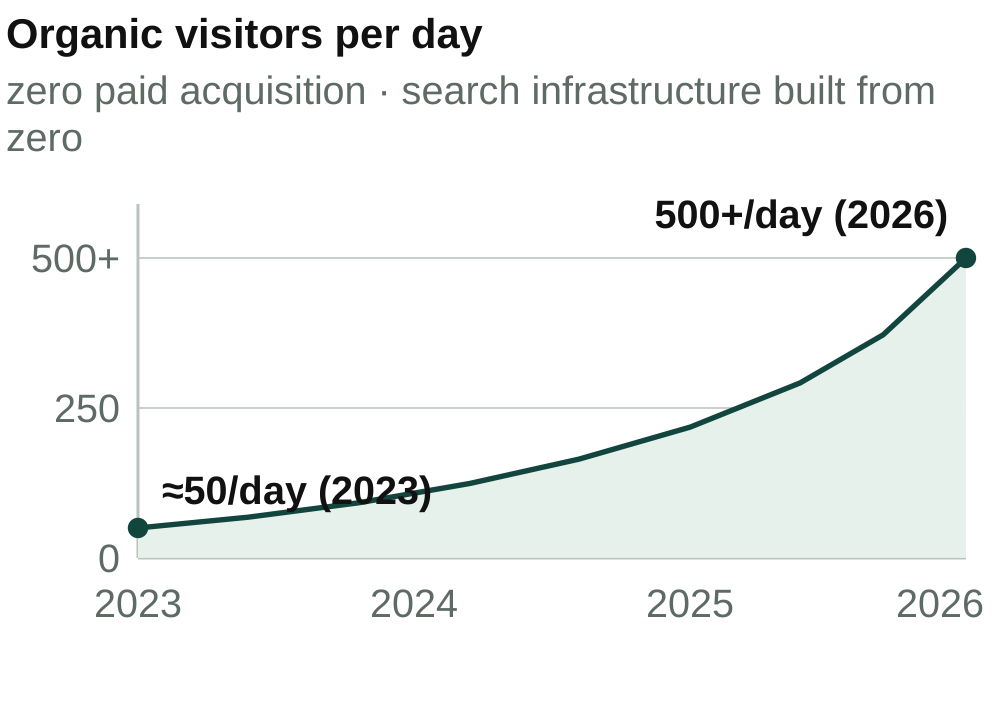 Organic visitors per day
zero paid acquisition · search infrastructure built from
zero
500+/day (2026)
500+
250
≈50/day (2023)
0
2023 2024 2025 2026